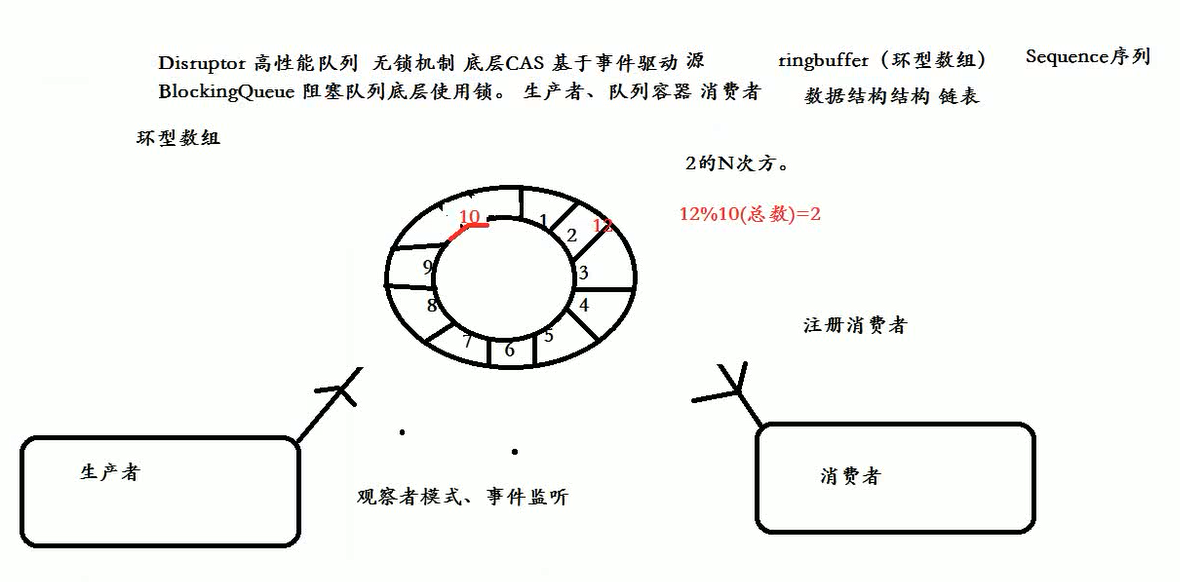 Disruptor 高性能队列 无锁机制 底层CAS 基于事件驱动 源
ringbuffer（环型数组）
Sequence序列
BlockingQueue 阻塞队列底层使用锁。 生产者、队列容器 消费者
数据结构结构 链表
环型数组
2的N次方。
12%10(总数)=2
10
1
2
3
4
5
6
7
8
9
注册消费者
生产者
消费者
观察者模式、事件监听